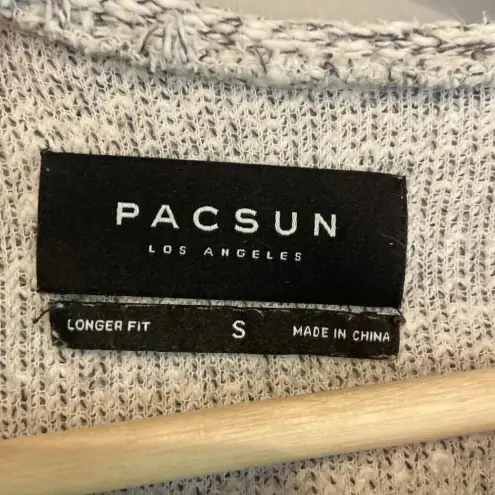 PACSUN
LOS ANGELES
LONGER FIT S MADE IN CHINA